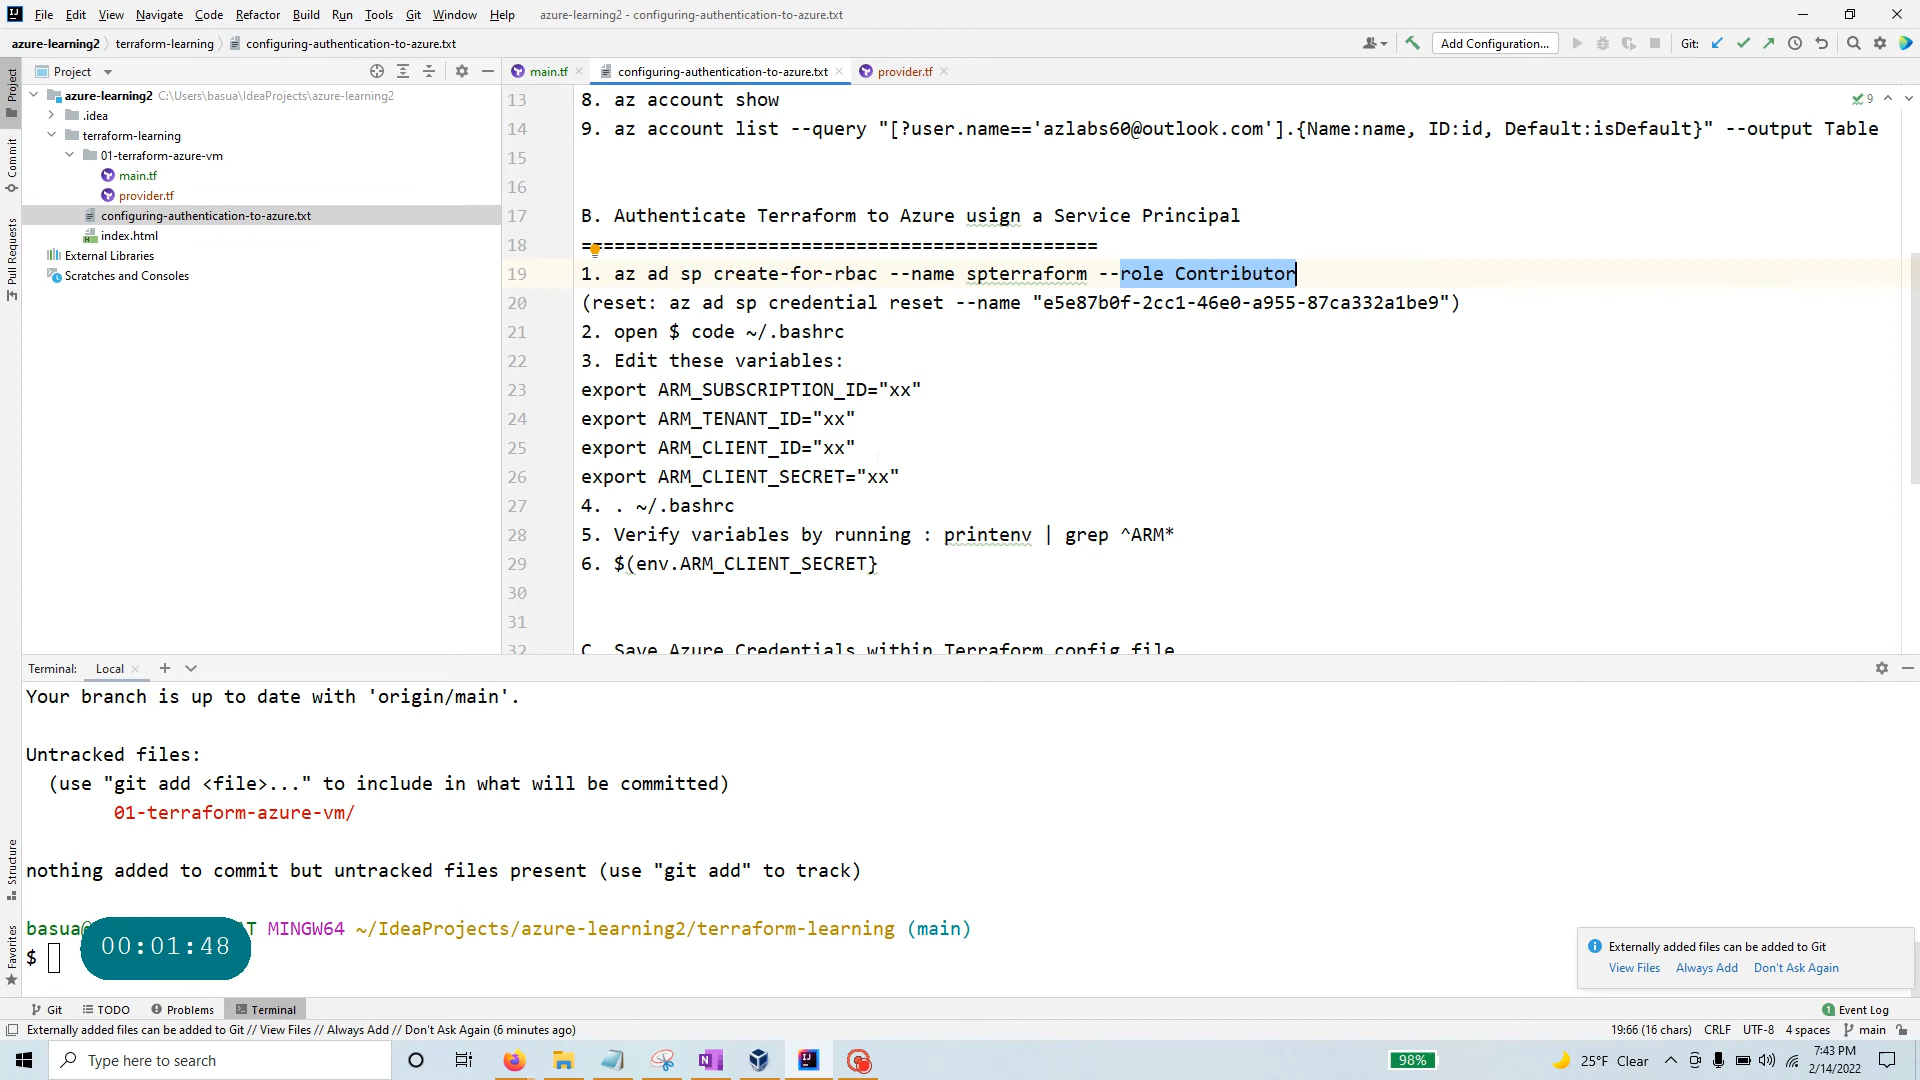 File Edit View Navigate Code Refactor Build Run Tools Git Window Help azure-learning2 - configuring-authentication-to-azure.txt
azure-learning2 terraform-learning configuring-authentication-to-azure.txt Add Configuration... Git:
Project main.tf configuring-authentication-to-azure.txt provider.tf
azure-learning2 C:\Users\basua\IdeaProjects\azure-learning2
.idea
terraform-learning
01-terraform-azure-vm
main.tf
provider.tf
configuring-authentication-to-azure.txt
index.html
External Libraries
Scratches and Consoles
Project
Commit
Pull Requests
Structure
Favorites
9
13 8. az account show
14 9. az account list --query "[?user.name=='azlabs60@outlook.com'].{Name:name, ID:id, Default:isDefault}" --output Table
15
16
17 B. Authenticate Terraform to Azure usign a Service Principal
18 ===============================================
19 1. az ad sp create-for-rbac --name spterraform --role Contributor
20 (reset: az ad sp credential reset --name "e5e87b0f-2cc1-46e0-a955-87ca332a1be9")
21 2. open $ code ~/.bashrc
22 3. Edit these variables:
23 export ARM_SUBSCRIPTION_ID="xx"
24 export ARM_TENANT_ID="xx"
25 export ARM_CLIENT_ID="xx"
26 export ARM_CLIENT_SECRET="xx"
27 4. . ~/.bashrc
28 5. Verify variables by running : printenv | grep ^ARM*
29 6. $(env.ARM_CLIENT_SECRET}
30
31
32 C. Save Azure Credentials within Terraform config file
Terminal: Local
Your branch is up to date with 'origin/main'.
Untracked files:
(use "git add <file>..." to include in what will be committed)
01-terraform-azure-vm/
nothing added to commit but untracked files present (use "git add" to track)
basua@ T MINGW64 ~/IdeaProjects/azure-learning2/terraform-learning (main)
$
00:01:48
Externally added files can be added to Git
View Files Always Add Don't Ask Again
Git TODO Problems Terminal 1 Event Log
Externally added files can be added to Git // View Files // Always Add // Don't Ask Again (6 minutes ago) 19:66 (16 chars) CRLF UTF-8 4 spaces main
Type here to search 98% 25°F Clear 7:43 PM
2/14/2022